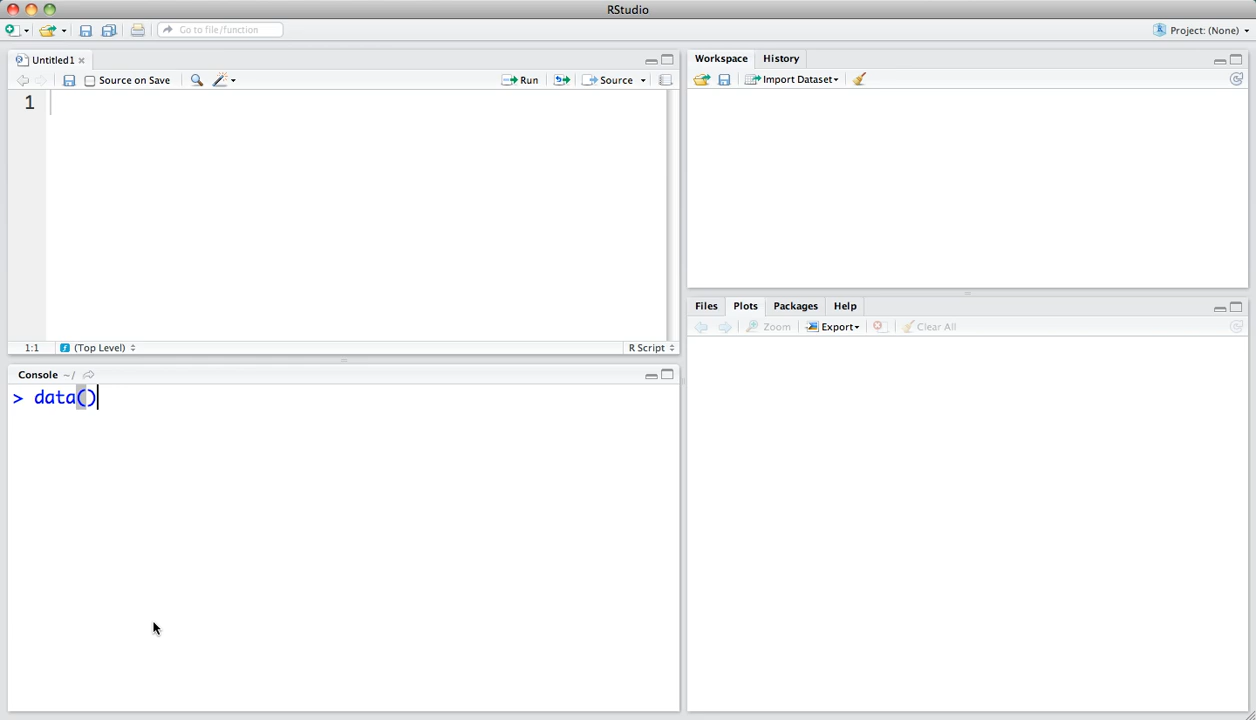 RStudio
Go to file/function
Project: (None)
Untitled1
Source on Save
Run
Source
1
1:1
(Top Level)
R Script
Console ~/
> data()
Workspace
History
Import Dataset
Files
Plots
Packages
Help
Zoom
Export
Clear All